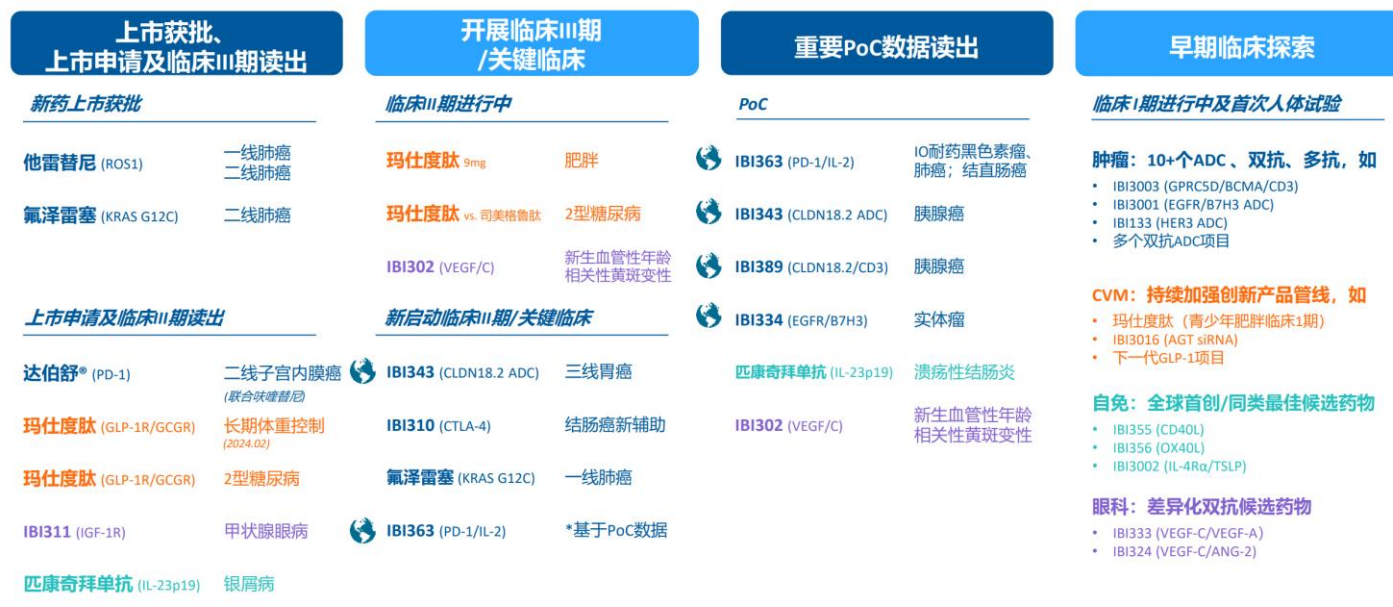 上市获批、
上市申请及临床III期读出
新药上市获批
他雷替尼 (ROS1)
一线肺癌
二线肺癌
氟泽雷塞 (KRAS G12C)
二线肺癌
上市申请及临床III期读出
达伯舒® (PD-1)
二线子宫内膜癌
(联合呋喹替尼)
玛仕度肽 (GLP-1R/GCGR)
长期体重控制
(2024.02)
玛仕度肽 (GLP-1R/GCGR)
2型糖尿病
IBI311 (IGF-1R)
甲状腺眼病
匹康奇拜单抗 (IL-23p19)
银屑病
开展临床III期
/关键临床
临床III期进行中
玛仕度肽 9mg
肥胖
玛仕度肽 vs. 司美格鲁肽
2型糖尿病
IBI302 (VEGF/C)
新生血管性年龄
相关性黄斑变性
新启动临床III期/关键临床
IBI343 (CLDN18.2 ADC)
三线胃癌
IBI310 (CTLA-4)
结肠癌新辅助
氟泽雷塞 (KRAS G12C)
一线肺癌
IBI363 (PD-1/IL-2)
*基于PoC数据
重要PoC数据读出
PoC
IBI363 (PD-1/IL-2)
IO耐药黑色素瘤、
肺癌；结直肠癌
IBI343 (CLDN18.2 ADC)
胰腺癌
IBI389 (CLDN18.2/CD3)
胰腺癌
IBI334 (EGFR/B7H3)
实体瘤
匹康奇拜单抗 (IL-23p19)
溃疡性结肠炎
IBI302 (VEGF/C)
新生血管性年龄
相关性黄斑变性
早期临床探索
临床I期进行中及首次人体试验
肿瘤：10+个ADC 、双抗、多抗，如
• IBI3003 (GPRC5D/BCMA/CD3)
• IBI3001 (EGFR/B7H3 ADC)
• IBI133 (HER3 ADC)
• 多个双抗ADC项目
CVM：持续加强创新产品管线，如
• 玛仕度肽（青少年肥胖临床1期）
• IBI3016 (AGT siRNA)
• 下一代GLP-1项目
自免：全球首创/同类最佳候选药物
• IBI355 (CD40L)
• IBI356 (OX40L)
• IBI3002 (IL-4Rα/TSLP)
眼科：差异化双抗候选药物
• IBI333 (VEGF-C/VEGF-A)
• IBI324 (VEGF-C/ANG-2)